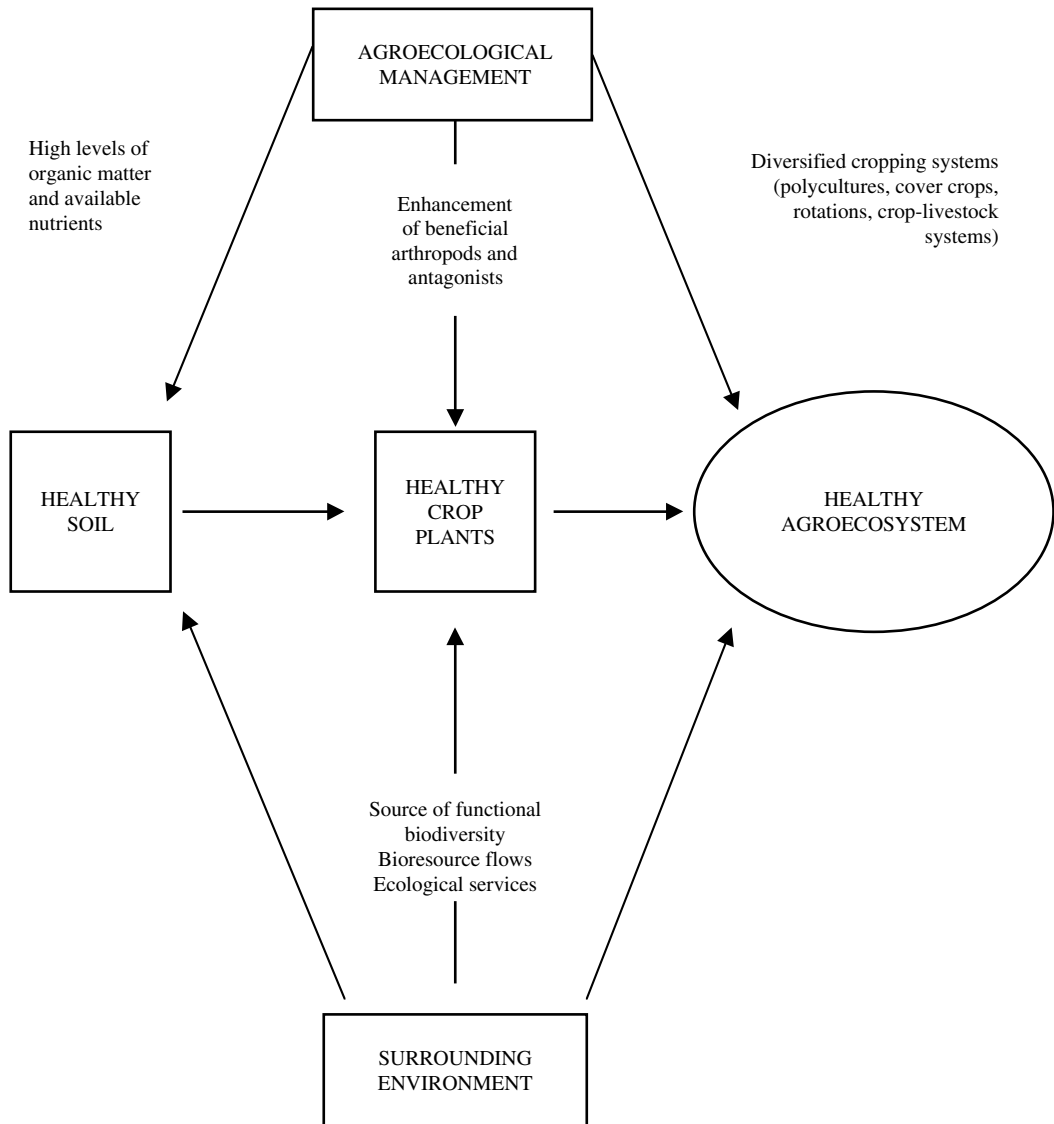 AGROECOLOGICAL
MANAGEMENT
High levels of
organic matter
and available
nutrients
Enhancement
of beneficial
arthropods and
antagonists
Diversified cropping systems
(polycultures, cover crops,
rotations, crop-livestock
systems)
HEALTHY
SOIL
HEALTHY
CROP
PLANTS
HEALTHY
AGROECOSYSTEM
Source of functional
biodiversity
Bioresource flows
Ecological services
SURROUNDING
ENVIRONMENT